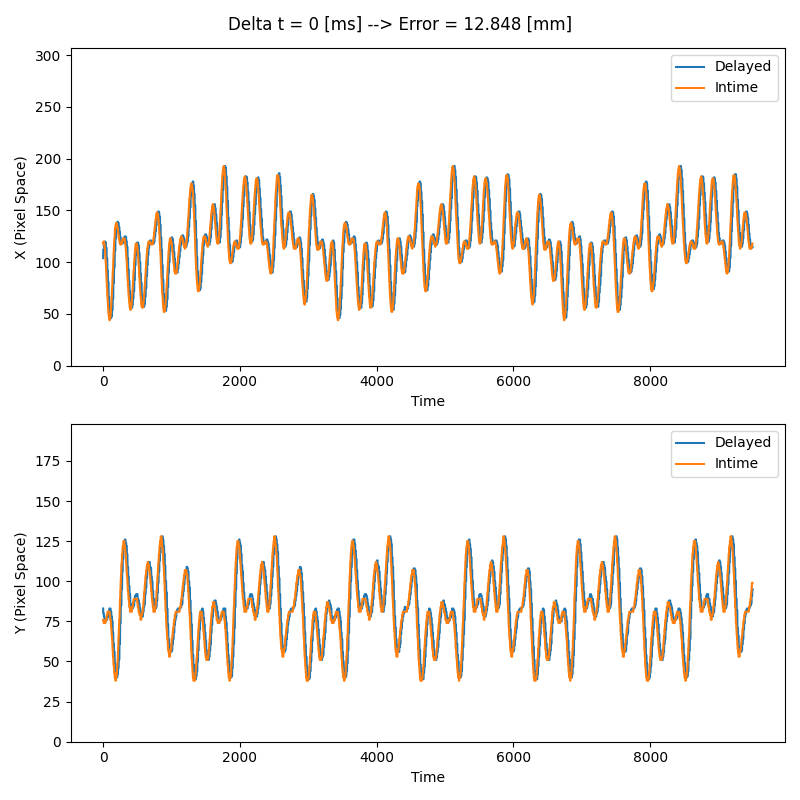 Delta t = 0 [ms] --> Error = 12.848 [mm]
300
250
200
150
100
50
0
X (Pixel Space)
Delayed
Intime
0
2000
4000
6000
8000
Time
175
150
125
100
75
50
25
0
Y (Pixel Space)
Delayed
Intime
0
2000
4000
6000
8000
Time